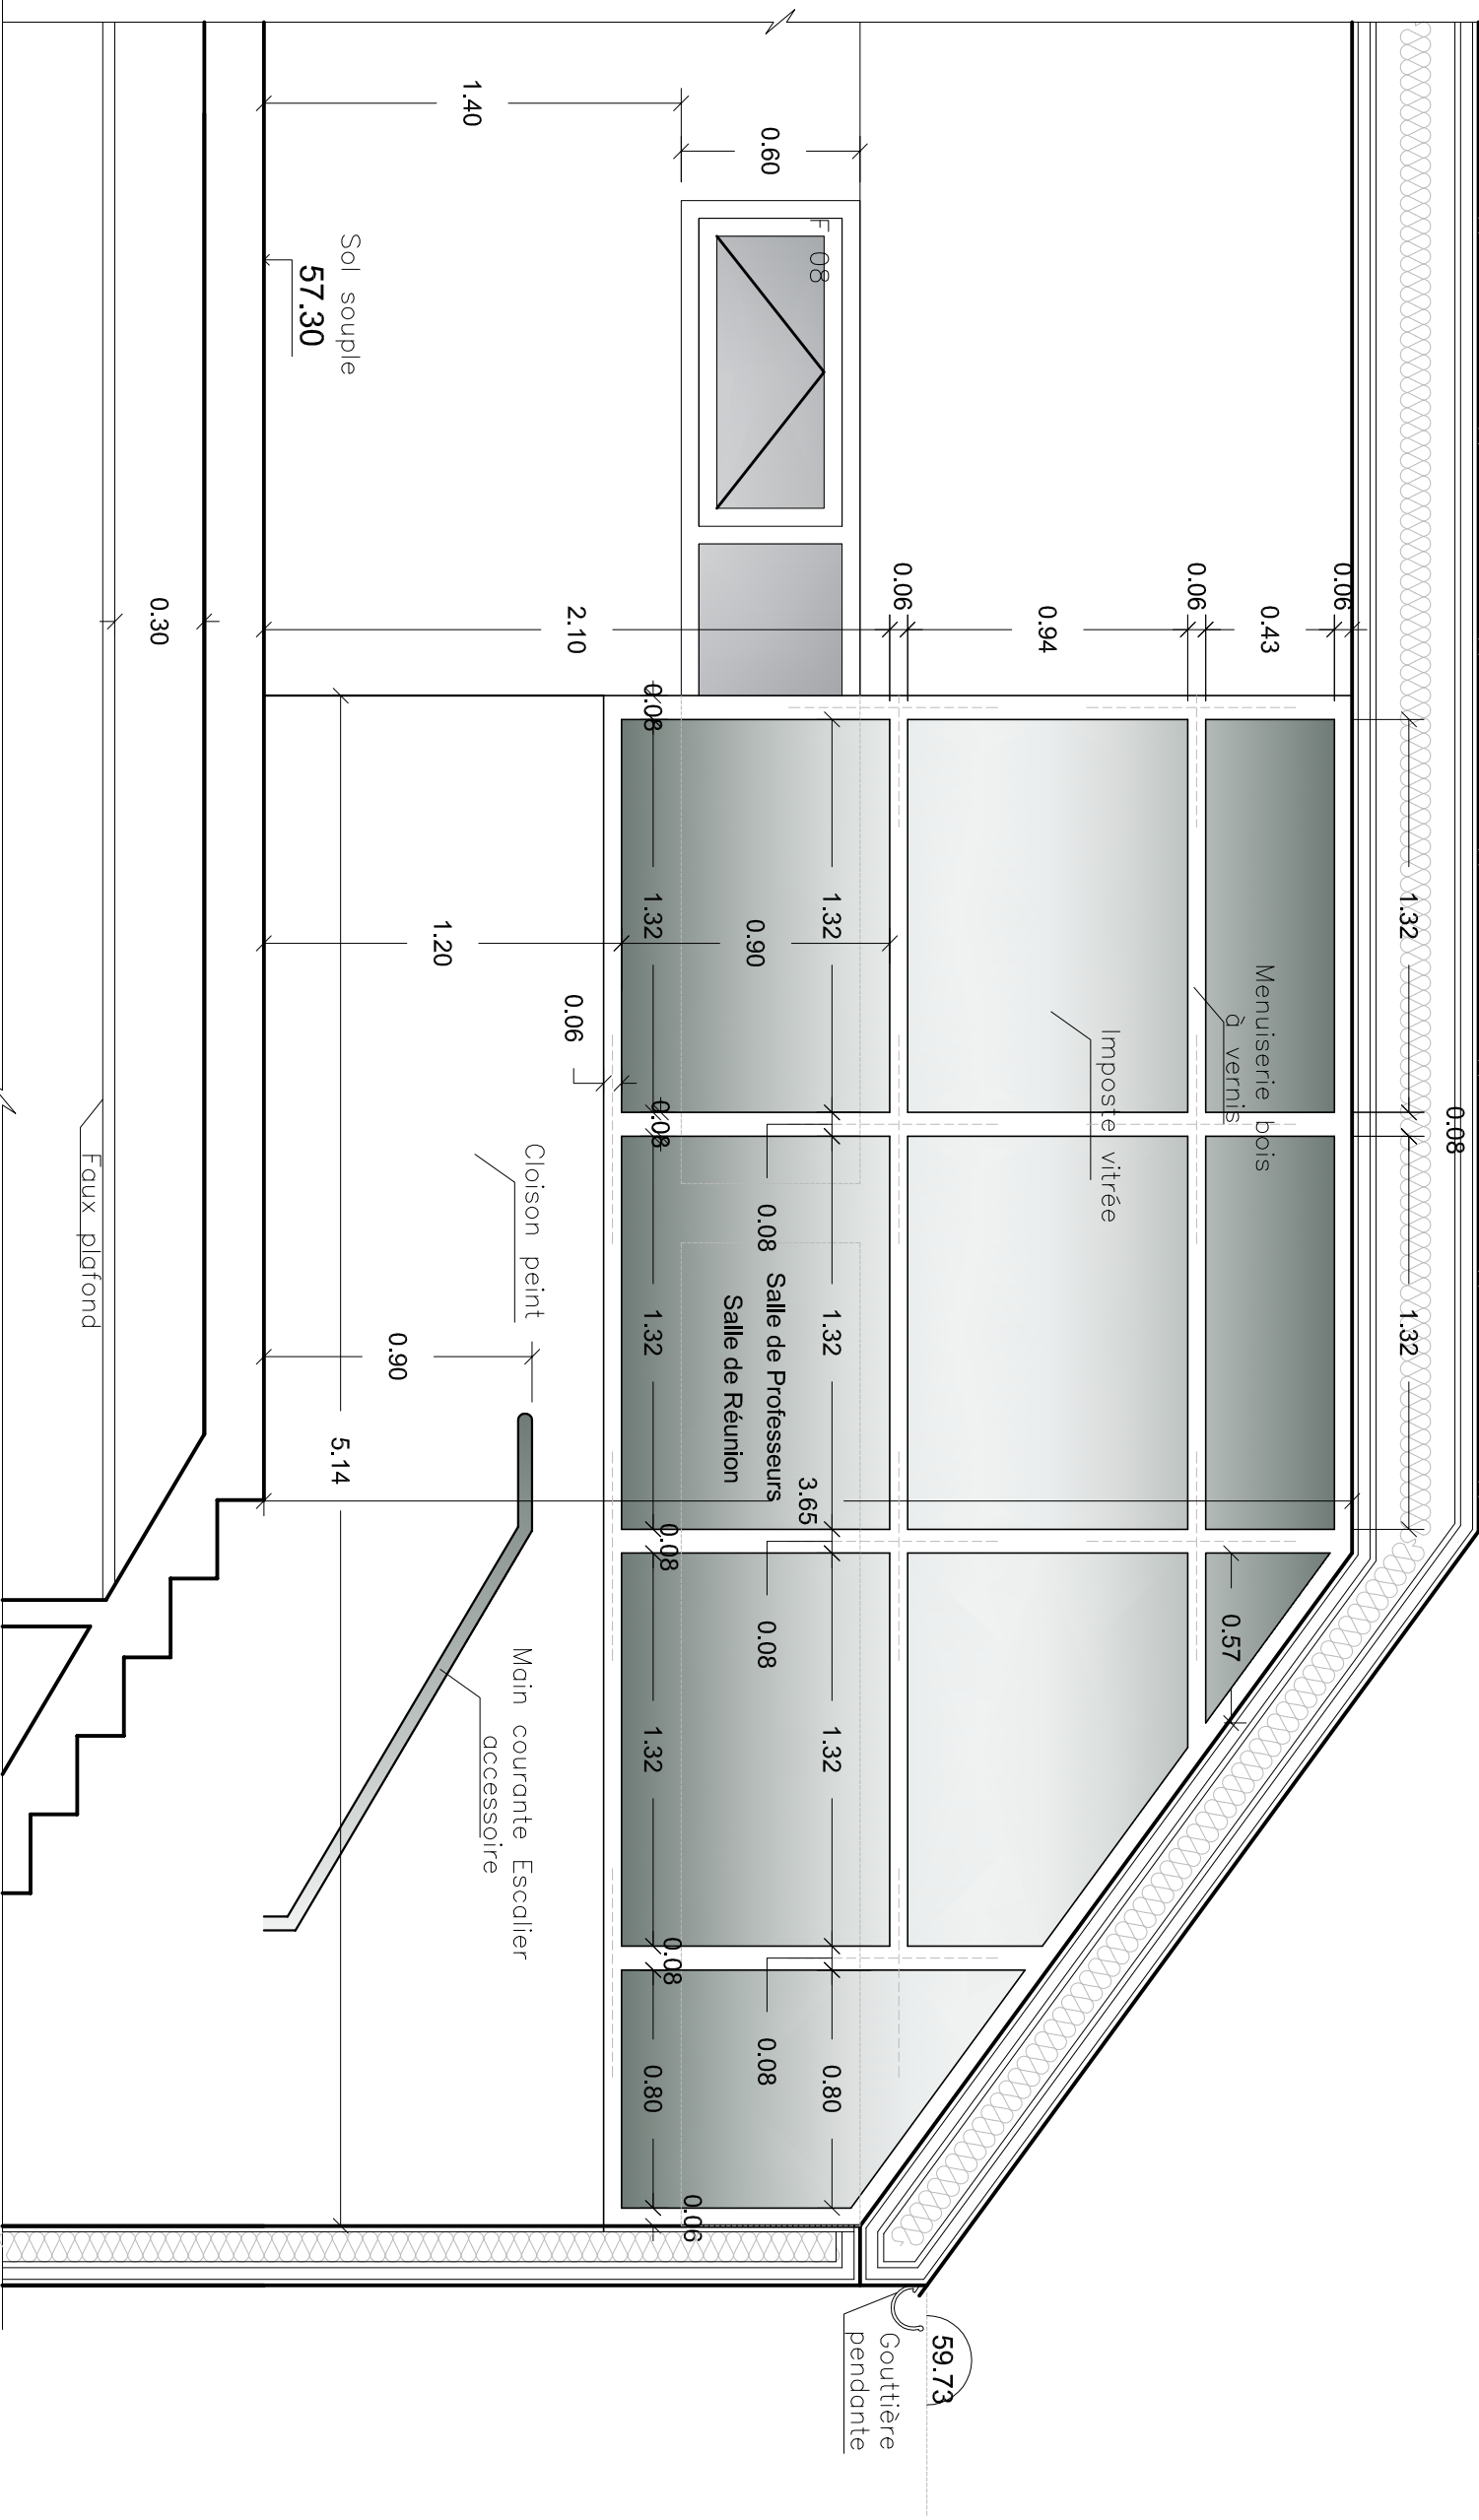 0.08
1.32
1.32
0.06
0.43
Menuiserie bois
à vernis
0.57
0.06
Imposte vitrée
0.94
59.73
Gouttière
pendante
0.06
1.32
1.32
1.32
0.80
F 08
3.65
0.60
0.08
0.08
0.08
Salle de Professeurs
Salle de Réunion
0.90
0.08
1.32
0.08
1.32
0.08
1.32
0.08
0.80
0.06
2.10
0.06
Cloison peint
Main courante Escalier
accessoire
1.40
1.20
0.90
Sol souple
57.30
5.14
0.30
Faux plafond